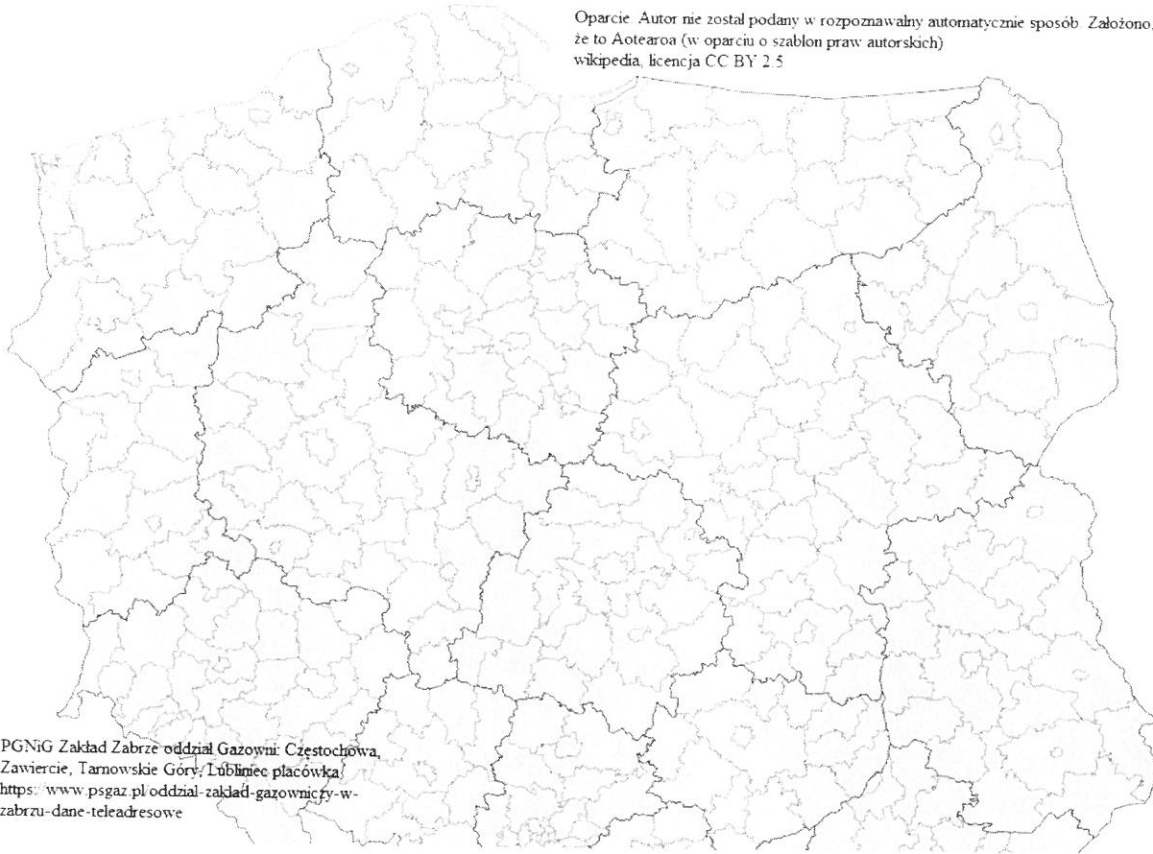 Oparcie Autor nie zostal podany w rozpoznawalny automatycznie sposób. Założono,
że to Aotearoa (w oparciu o szablon praw autorskich)
wikipedia, licencja CC BY 2.5
PGNiG Zakład Zabrze oddział Gazowni: Częstochowa,
Zawiercie, Tarnowskie Góry, Lubliniec placówka
https: www.psgaz.pl/oddzial-zaklad-gazowniczy-w-
zabrzu-dane-teleadresowe